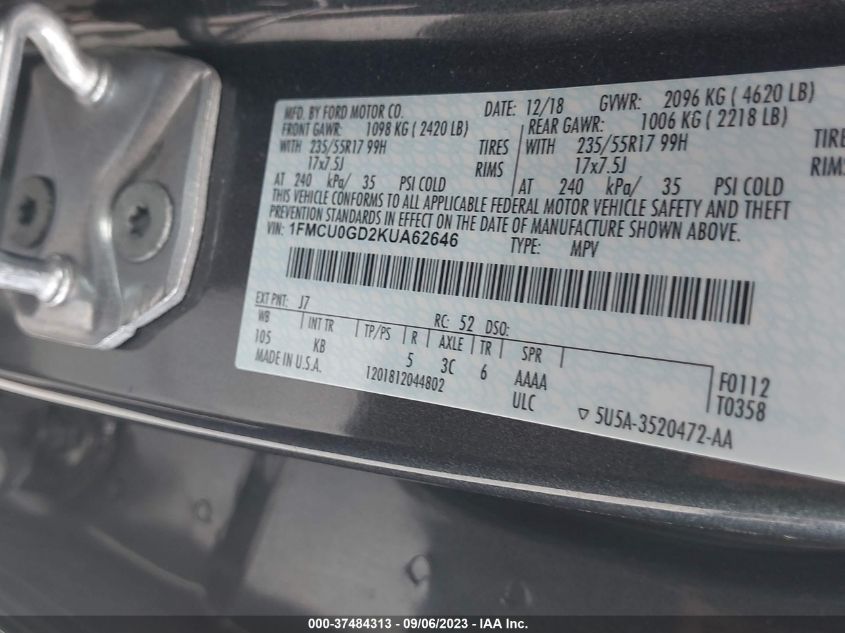 MFD. BY FORD MOTOR CO. DATE: 12/18 GVWR: 2096 KG ( 4620 LB)
FRONT GAWR: 1098 KG ( 2420 LB) REAR GAWR: 1006 KG ( 2218 LB)
WITH 235/55R17 99H TIRES WITH 235/55R17 99H TIRE
17x7.5J RIMS 17x7.5J RIMS
AT 240 kPa/ 35 PSI COLD AT 240 kPa/ 35 PSI COLD
THIS VEHICLE CONFORMS TO ALL APPLICABLE FEDERAL MOTOR VEHICLE SAFETY AND THEFT
PREVENTION STANDARDS IN EFFECT ON THE DATE OF MANUFACTURE SHOWN ABOVE.
VIN: 1FMCU0GD2KUA62646 TYPE: MPV
EXT PNT: J7 RC: 52 DSO:
WB INT TR TP/PS R AXLE TR SPR
105 KB 5 3C 6 AAAA F0112
MADE IN U.S.A. 1201812044802 ULC T0358
5U5A-3520472-AA
000-37484313 - 09/06/2023 - www.iaai.com - Copyright IAA, Inc.